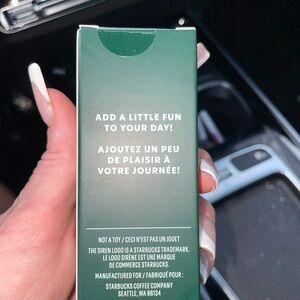 ADD A LITTLE FUN
TO YOUR DAY!
AJOUTEZ UN PEU
DE PLAISIR À
VOTRE JOURNÉE!
NOT A TOY / CECI N'EST PAS UN JOUET
THE SIREN LOGO IS A STARBUCKS TRADEMARK.
LE LOGO SIRÈNE EST UNE MARQUE
DE COMMERCE STARBUCKS.
MANUFACTURED FOR / FABRIQUÉ POUR :
STARBUCKS COFFEE COMPANY
SEATTLE, WA 98134